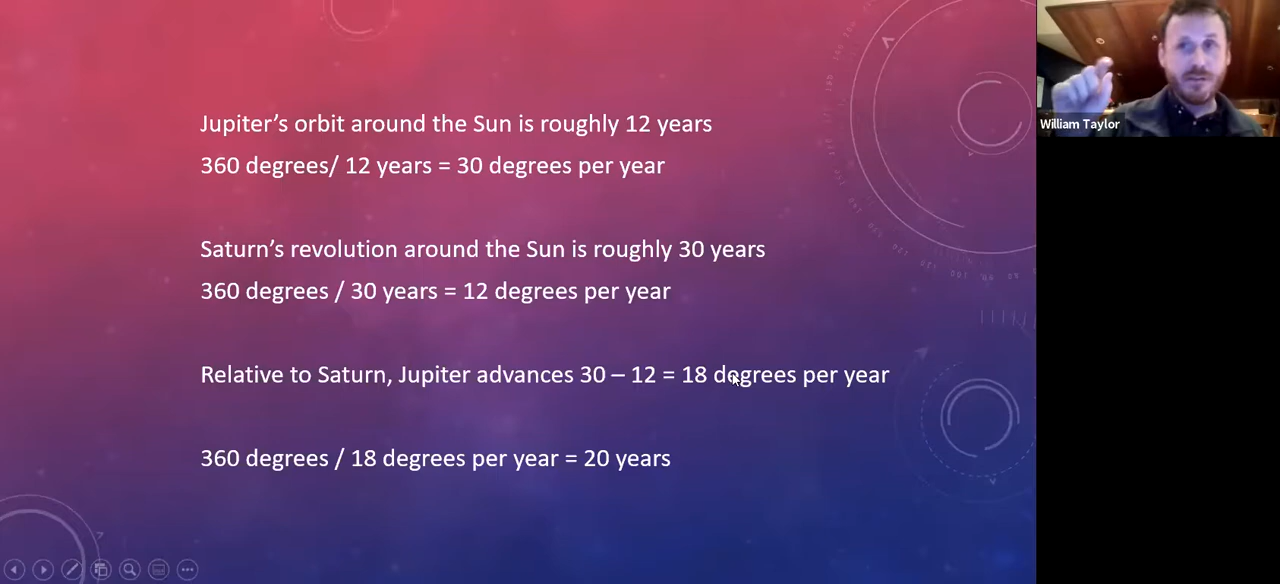 Jupiter’s orbit around the Sun is roughly 12 years
360 degrees/ 12 years = 30 degrees per year
Saturn’s revolution around the Sun is roughly 30 years
360 degrees / 30 years = 12 degrees per year
Relative to Saturn, Jupiter advances 30 – 12 = 18 degrees per year
360 degrees / 18 degrees per year = 20 years
William Taylor